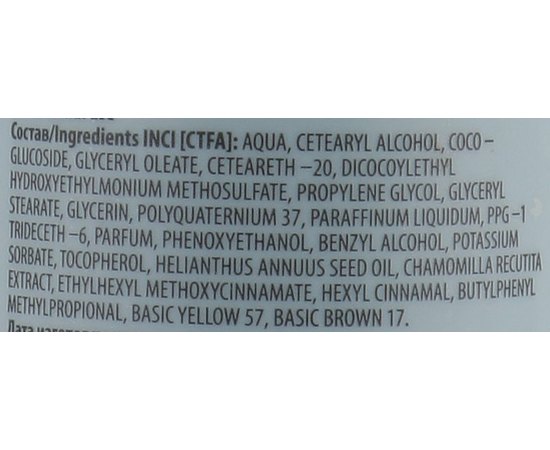 Состав/Ingredients INCI [CTFA]: AQUA, CETEARYL ALCOHOL, COCO –
GLUCOSIDE, GLYCERYL OLEATE, CETEARETH –20, DICOCOYLETHYL
HYDROXYETHYLMONIUM METHOSULFATE, PROPYLENE GLYCOL, GLYCERYL
STEARATE, GLYCERIN, POLYQUATERNIUM 37, PARAFFINUM LIQUIDUM, PPG –1
TRIDECETH –6, PARFUM, PHENOXYETHANOL, BENZYL ALCOHOL, POTASSIUM
SORBATE, TOCOPHEROL, HELIANTHUS ANNUUS SEED OIL, CHAMOMILLA RECUTITA
EXTRACT, ETHYLHEXYL METHOXYCINNAMATE, HEXYL CINNAMAL, BUTYLPHENYL
METHYLPROPIONAL, BASIC YELLOW 57, BASIC BROWN 17.